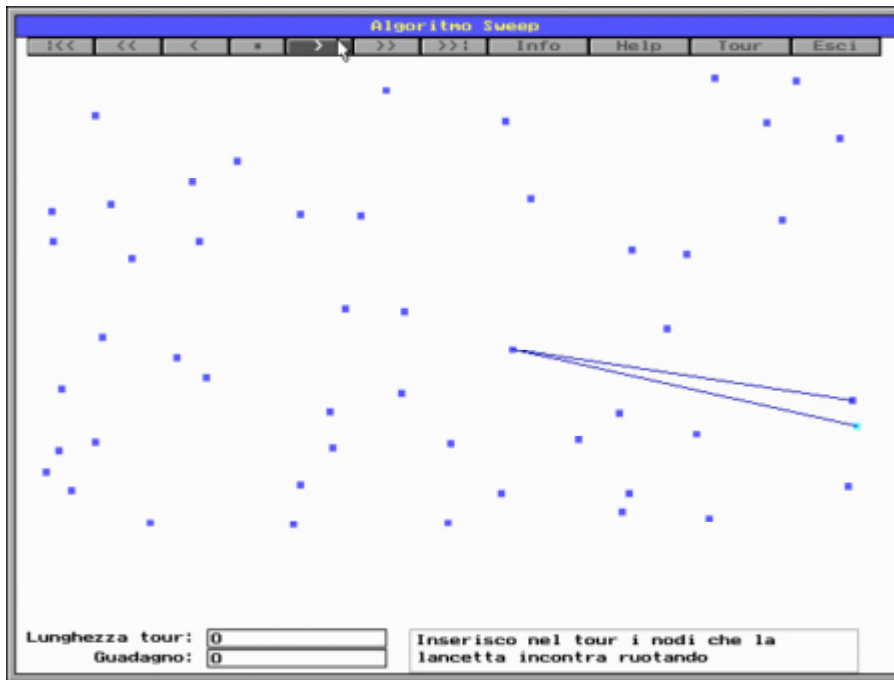 Algoritmo Sweep
|<< << < ▪ > >> >>| Info Help Tour Esci
Lunghezza tour: 0
Guadagno: 0
Inserisco nel tour i nodi che la
lancetta incontra ruotando